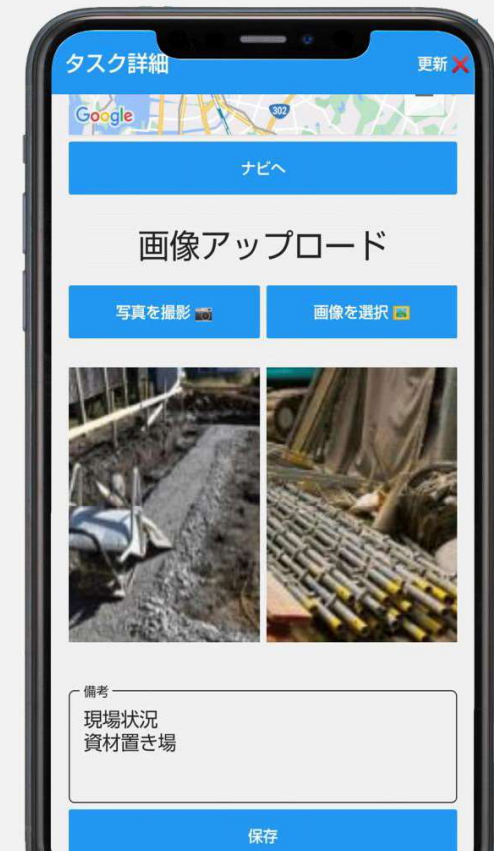 タスク詳細
更新
Google
302
ナビへ
画像アップロード
写真を撮影
画像を選択
備考
現場状況
資材置き場
保存